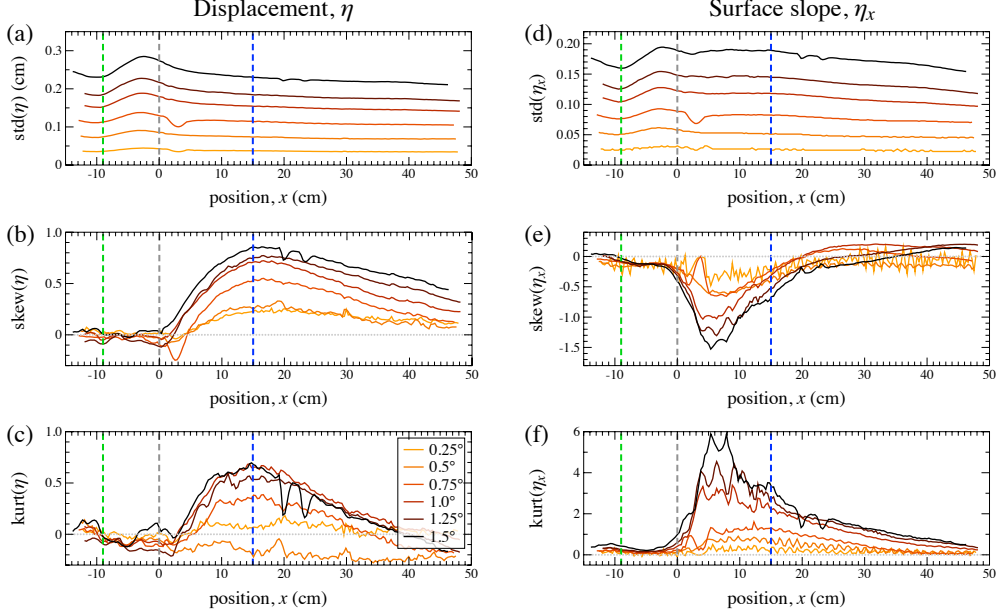 Displacement, η
Surface slope, ηx
(a)
std(η) (cm)
0.3
0.2
0.1
0
-10 0 10 20 30 40 50
position, x (cm)
(d)
std(ηx)
0.20
0.15
0.10
0.05
0
-10 0 10 20 30 40 50
position, x (cm)
(b)
skew(η)
1.0
0.5
0
-10 0 10 20 30 40 50
position, x (cm)
(e)
skew(ηx)
0
-0.5
-1.0
-1.5
-10 0 10 20 30 40 50
position, x (cm)
(c)
kurt(η)
1.0
0.5
0
0.25°
0.5°
0.75°
1.0°
1.25°
1.5°
-10 0 10 20 30 40 50
position, x (cm)
(f)
kurt(ηx)
6
4
2
0
-10 0 10 20 30 40 50
position, x (cm)